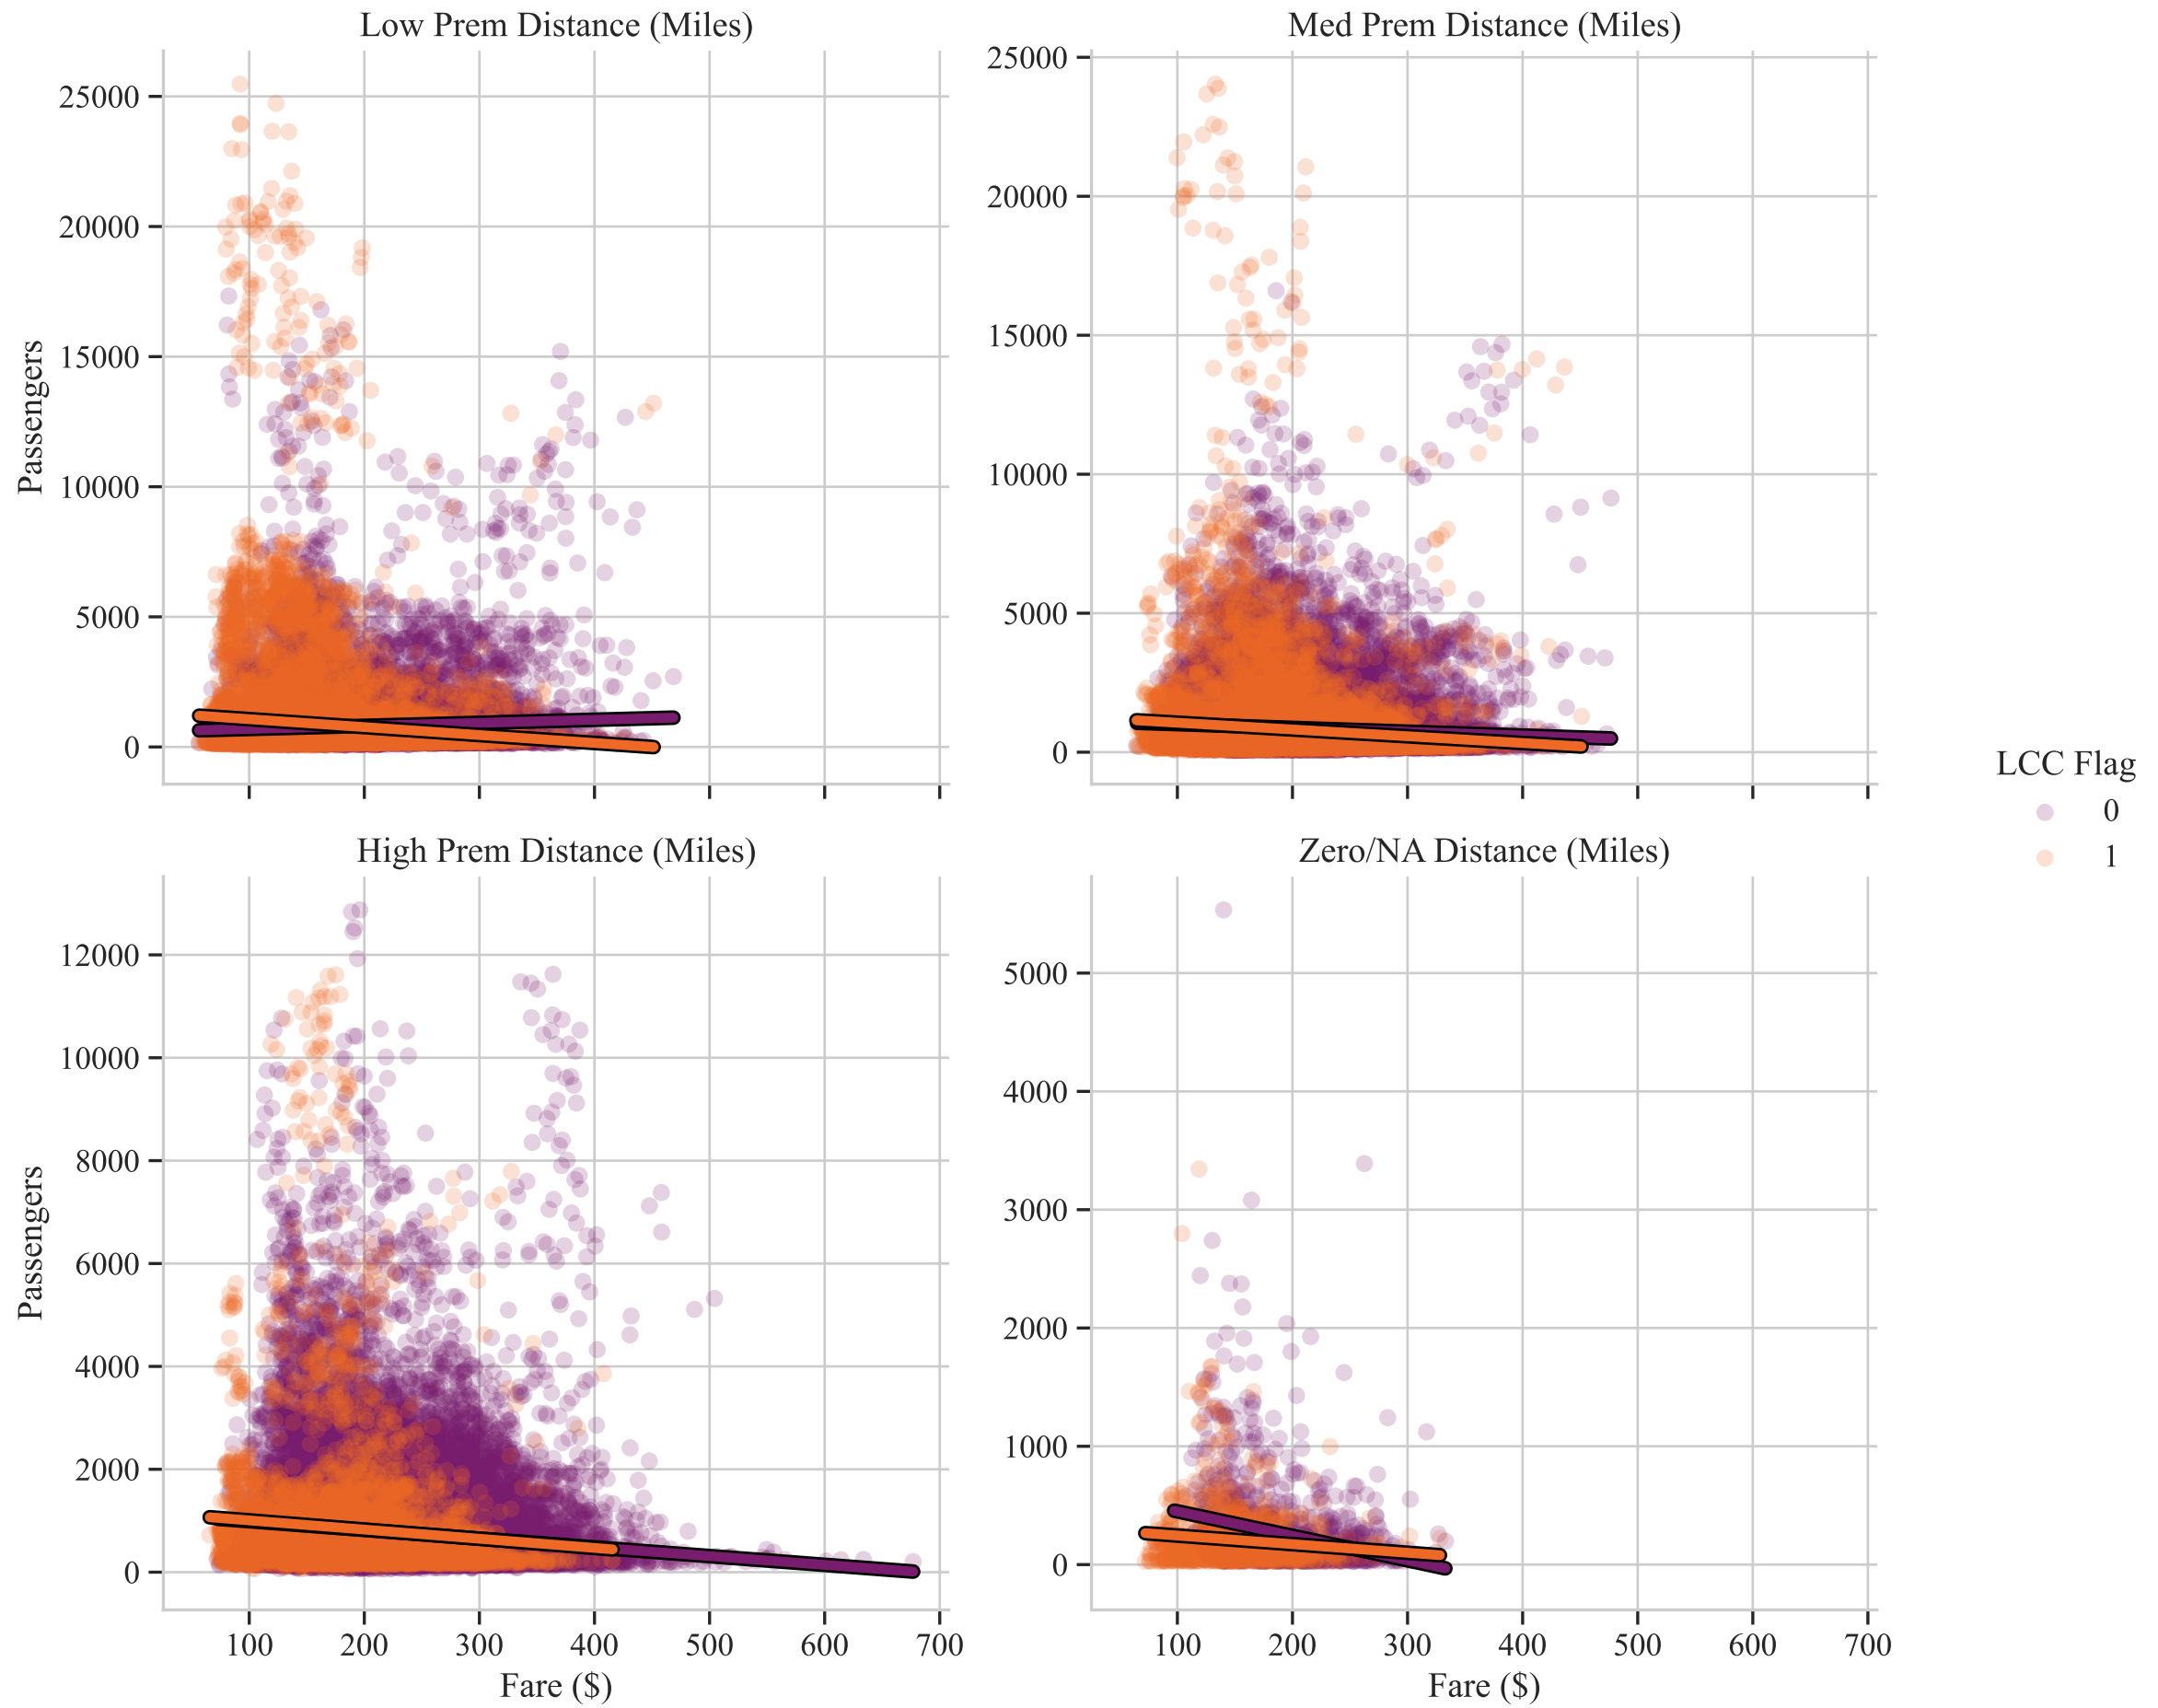 Low Prem Distance (Miles)
Med Prem Distance (Miles)
Passengers
25000
20000
15000
10000
5000
0
25000
20000
15000
10000
5000
0
LCC Flag
0
1
High Prem Distance (Miles)
Zero/NA Distance (Miles)
Passengers
12000
10000
8000
6000
4000
2000
0
5000
4000
3000
2000
1000
0
100 200 300 400 500 600 700
100 200 300 400 500 600 700
Fare ($)
Fare ($)